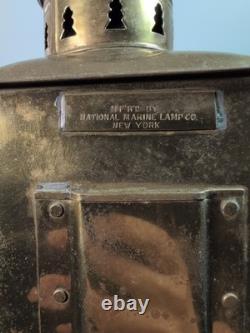 MF'R'D BY
NATIONAL MARINE LAMP CO.
NEW YORK